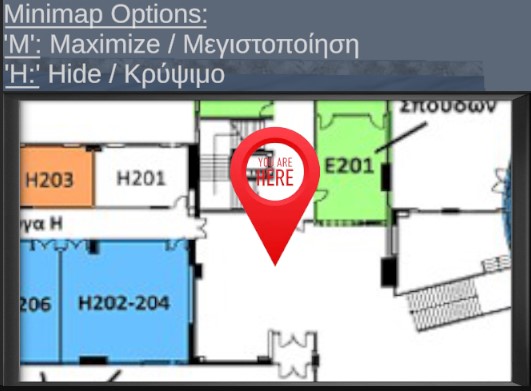 Minimap Options:
'M': Maximize / Μεγιστοποίηση
'H:' Hide / Κρύψιμο
Σπουδών
YOU ARE
HERE
E201
H203
H201
γα Η
206
H202-204